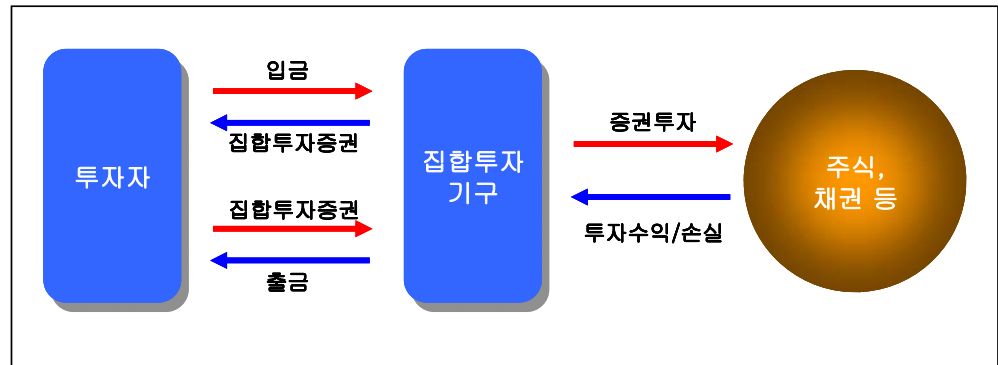 투자자
입금
집합투자증권
집합투자증권
출금
집합투자
기구
증권투자
투자수익/손실
주식,
채권 등